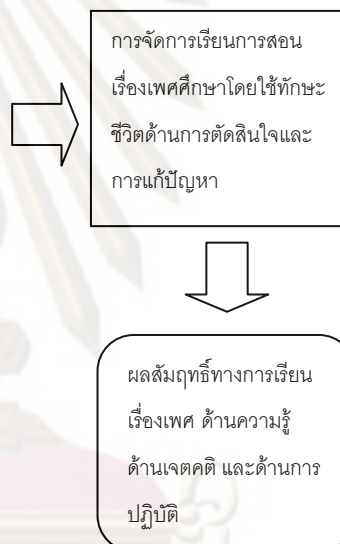 การจัดการเรียนการสอน
เรื่องเพศศึกษาโดยใช้ทักษะ
ชีวิตด้านการตัดสินใจและ
การแก้ปัญหา
ผลสัมฤทธิ์ทางการเรียน
เรื่องเพศ ด้านความรู้
ด้านเจตคติ และด้านการ
ปฏิบัติ